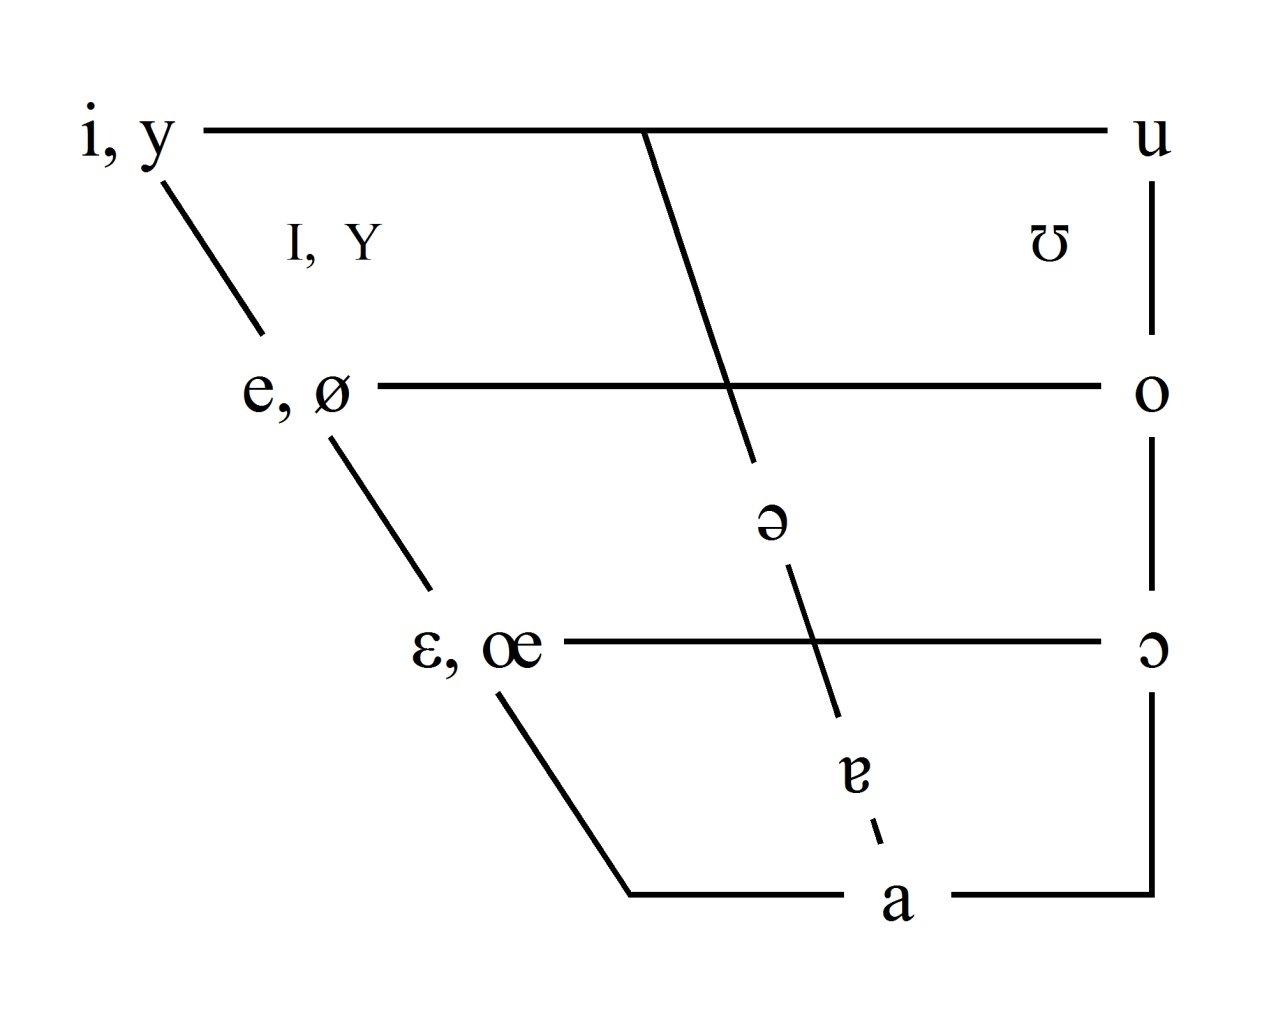 i, y u
ɪ, ʏ ʊ
e, ø o
ə
ɛ, œ ɔ
ɐ
a